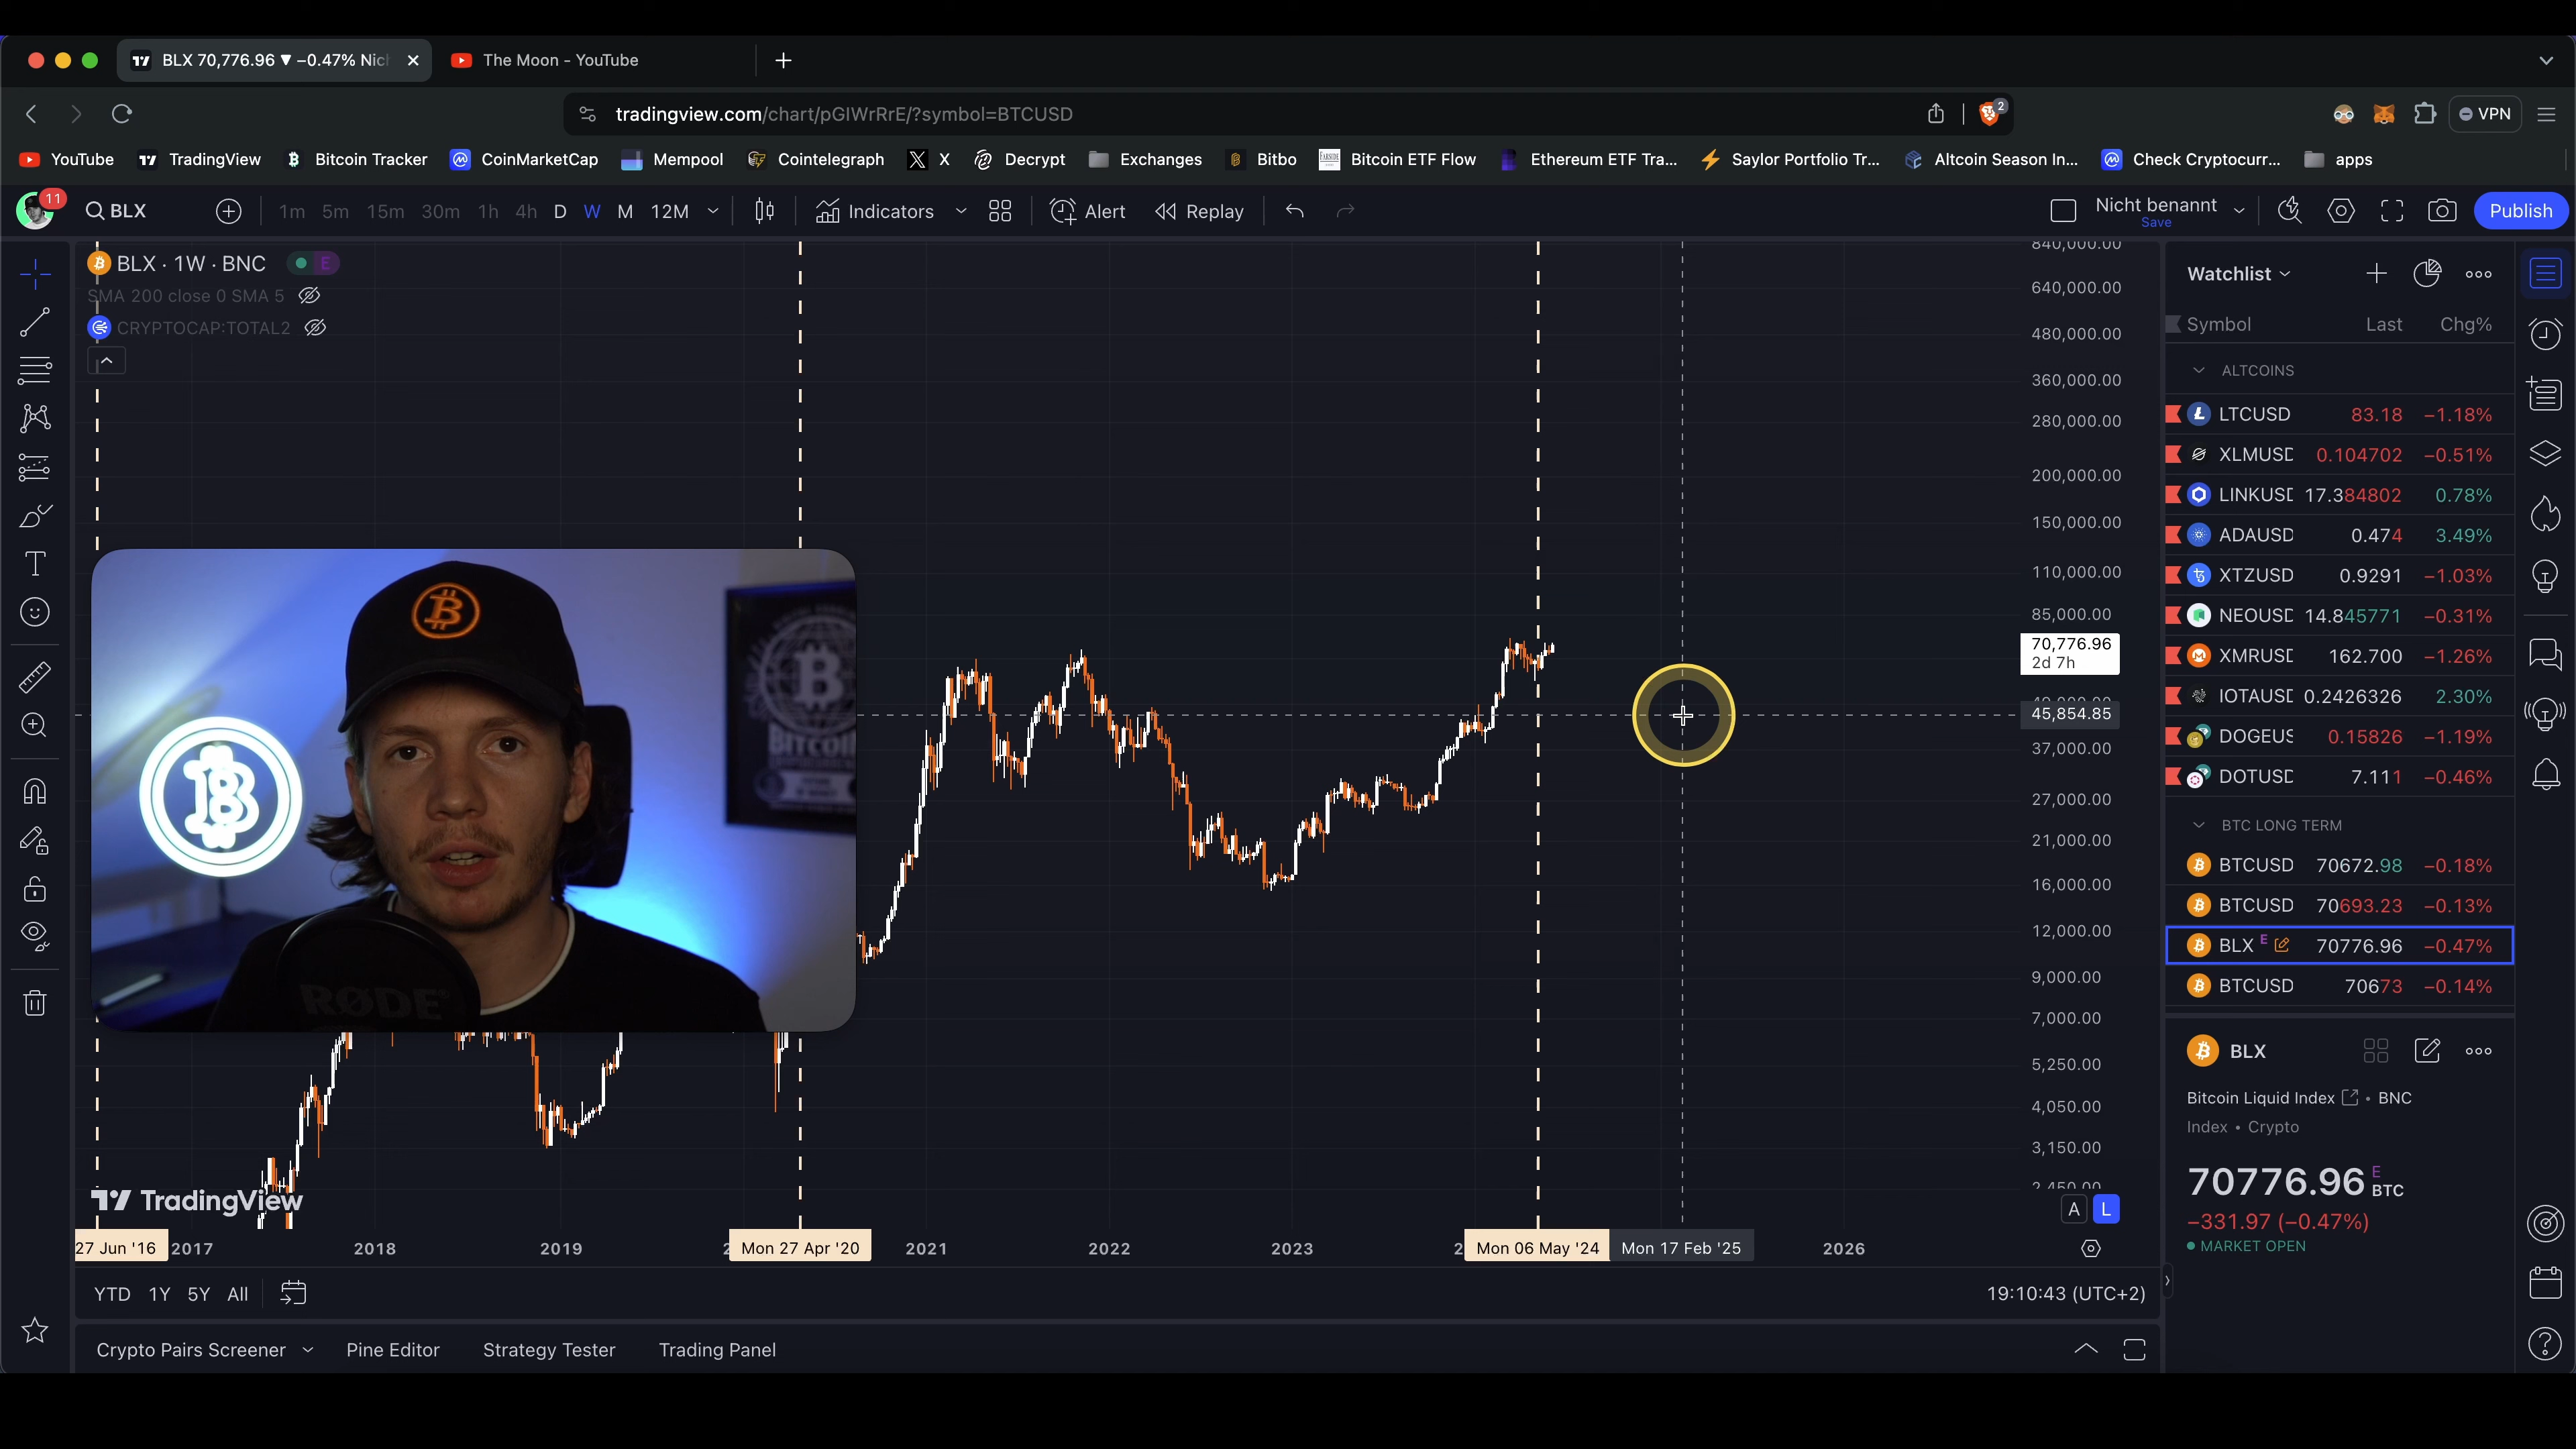 BLX 70,776.96 ▼ −0.47% Nic
The Moon - YouTube
tradingview.com/chart/pGIWrRrE/?symbol=BTCUSD
2
VPN
YouTube
TradingView
Bitcoin Tracker
CoinMarketCap
Mempool
Cointelegraph
X
Decrypt
Exchanges
Bitbo
Bitcoin ETF Flow
Ethereum ETF Tra...
Saylor Portfolio Tr...
Altcoin Season In...
Check Cryptocurr...
apps
11
BLX
1m 5m 15m 30m 1h 4h D W M 12M
Indicators
Alert
Replay
Nicht benannt
Save
Publish
BLX · 1W · BNC
E
SMA 200 close 0 SMA 5
CRYPTOCAP:TOTAL2
840,000.00
640,000.00
480,000.00
360,000.00
280,000.00
200,000.00
150,000.00
110,000.00
85,000.00
70,776.96
2d 7h
45,854.85
37,000.00
27,000.00
21,000.00
16,000.00
12,000.00
9,000.00
7,000.00
5,250.00
4,050.00
3,150.00
2,450.00
A L
Bitcoin
RØDE
TradingView
27 Jun '16 2017 2018 2019 Mon 27 Apr '20 2021 2022 2023 Mon 06 May '24 Mon 17 Feb '25 2026
YTD 1Y 5Y All
19:10:43 (UTC+2)
Crypto Pairs Screener
Pine Editor
Strategy Tester
Trading Panel
Watchlist
Symbol Last Chg%
ALTCOINS
LTCUSD 83.18 −1.18%
XLMUSD 0.104702 −0.51%
LINKUSD 17.384802 0.78%
ADAUSD 0.474 3.49%
XTZUSD 0.9291 −1.03%
NEOUSD 14.845771 −0.31%
XMRUSD 162.700 −1.26%
IOTAUSD 0.2426326 2.30%
DOGEUS 0.15826 −1.19%
DOTUSD 7.111 −0.46%
BTC LONG TERM
BTCUSD 70672.98 −0.18%
BTCUSD 70693.23 −0.13%
BLX E 70776.96 −0.47%
BTCUSD 70673 −0.14%
BLX
Bitcoin Liquid Index • BNC
Index • Crypto
70776.96 E BTC
−331.97 (−0.47%)
MARKET OPEN